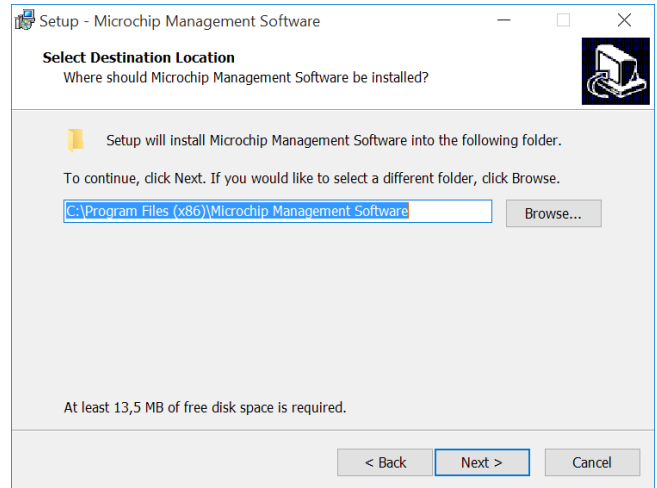 Setup - Microchip Management Software
Select Destination Location
Where should Microchip Management Software be installed?
Setup will install Microchip Management Software into the following folder.
To continue, click Next. If you would like to select a different folder, click Browse.
C:\Program Files (x86)\Microchip Management Software
Browse...
At least 13,5 MB of free disk space is required.
< Back
Next >
Cancel